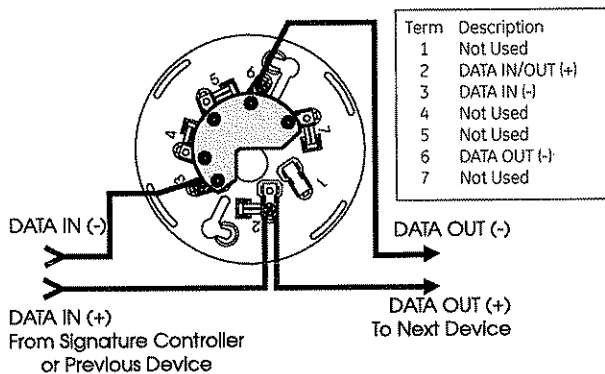 Term Description
1 Not Used
2 DATA IN/OUT (+)
3 DATA IN (-)
4 Not Used
5 Not Used
6 DATA OUT (-)
7 Not Used
6
5
4
7
3
1
2
DATA IN (-)
DATA OUT (-)
DATA IN (+)
From Signature Controller
or Previous Device
DATA OUT (+)
To Next Device